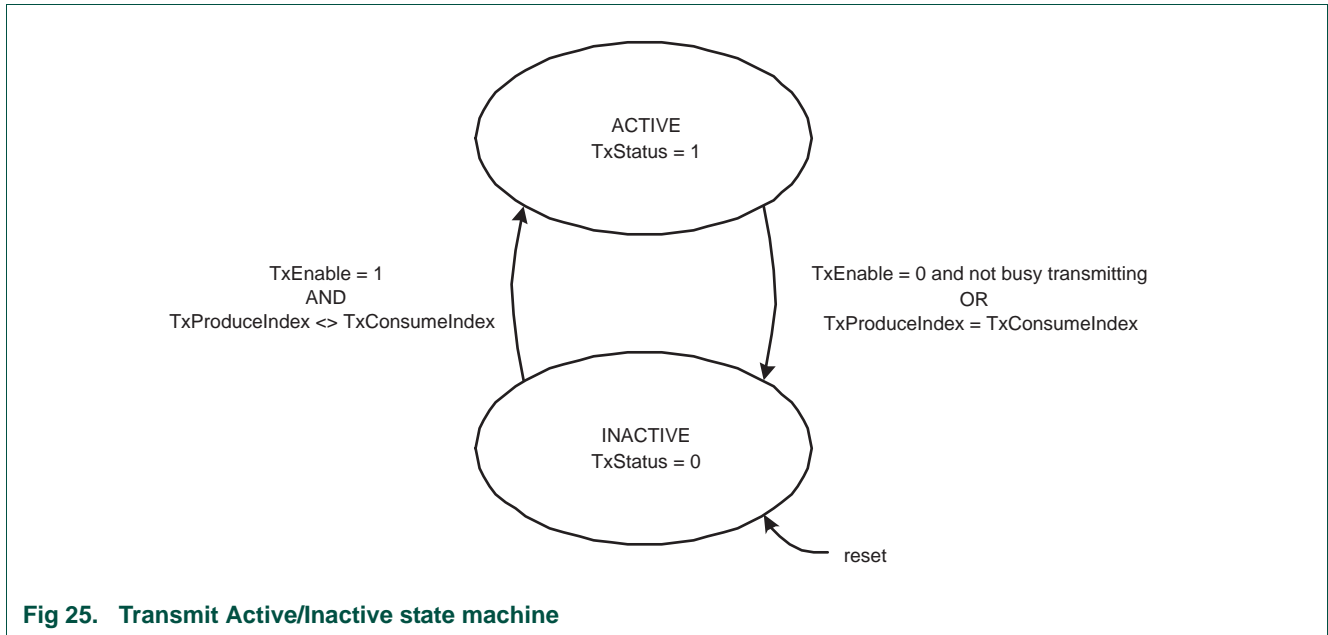 ACTIVE
TxStatus = 1
TxEnable = 1
AND
TxProduceIndex <> TxConsumeIndex
TxEnable = 0 and not busy transmitting
OR
TxProduceIndex = TxConsumeIndex
INACTIVE
TxStatus = 0
reset
Fig 25. Transmit Active/Inactive state machine